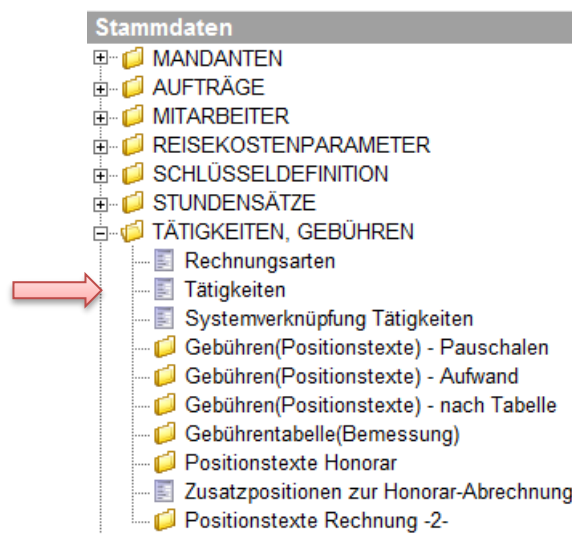 Stammdaten
MANDANTEN
AUFTRÄGE
MITARBEITER
REISEKOSTENPARAMETER
SCHLÜSSELDEFINITION
STUNDENSÄTZE
TÄTIGKEITEN, GEBÜHREN
Rechnungsarten
Tätigkeiten
Systemverknüpfung Tätigkeiten
Gebühren(Positionstexte) - Pauschalen
Gebühren(Positionstexte) - Aufwand
Gebühren(Positionstexte) - nach Tabelle
Gebührentabelle(Bemessung)
Positionstexte Honorar
Zusatzpositionen zur Honorar-Abrechnung
Positionstexte Rechnung -2-